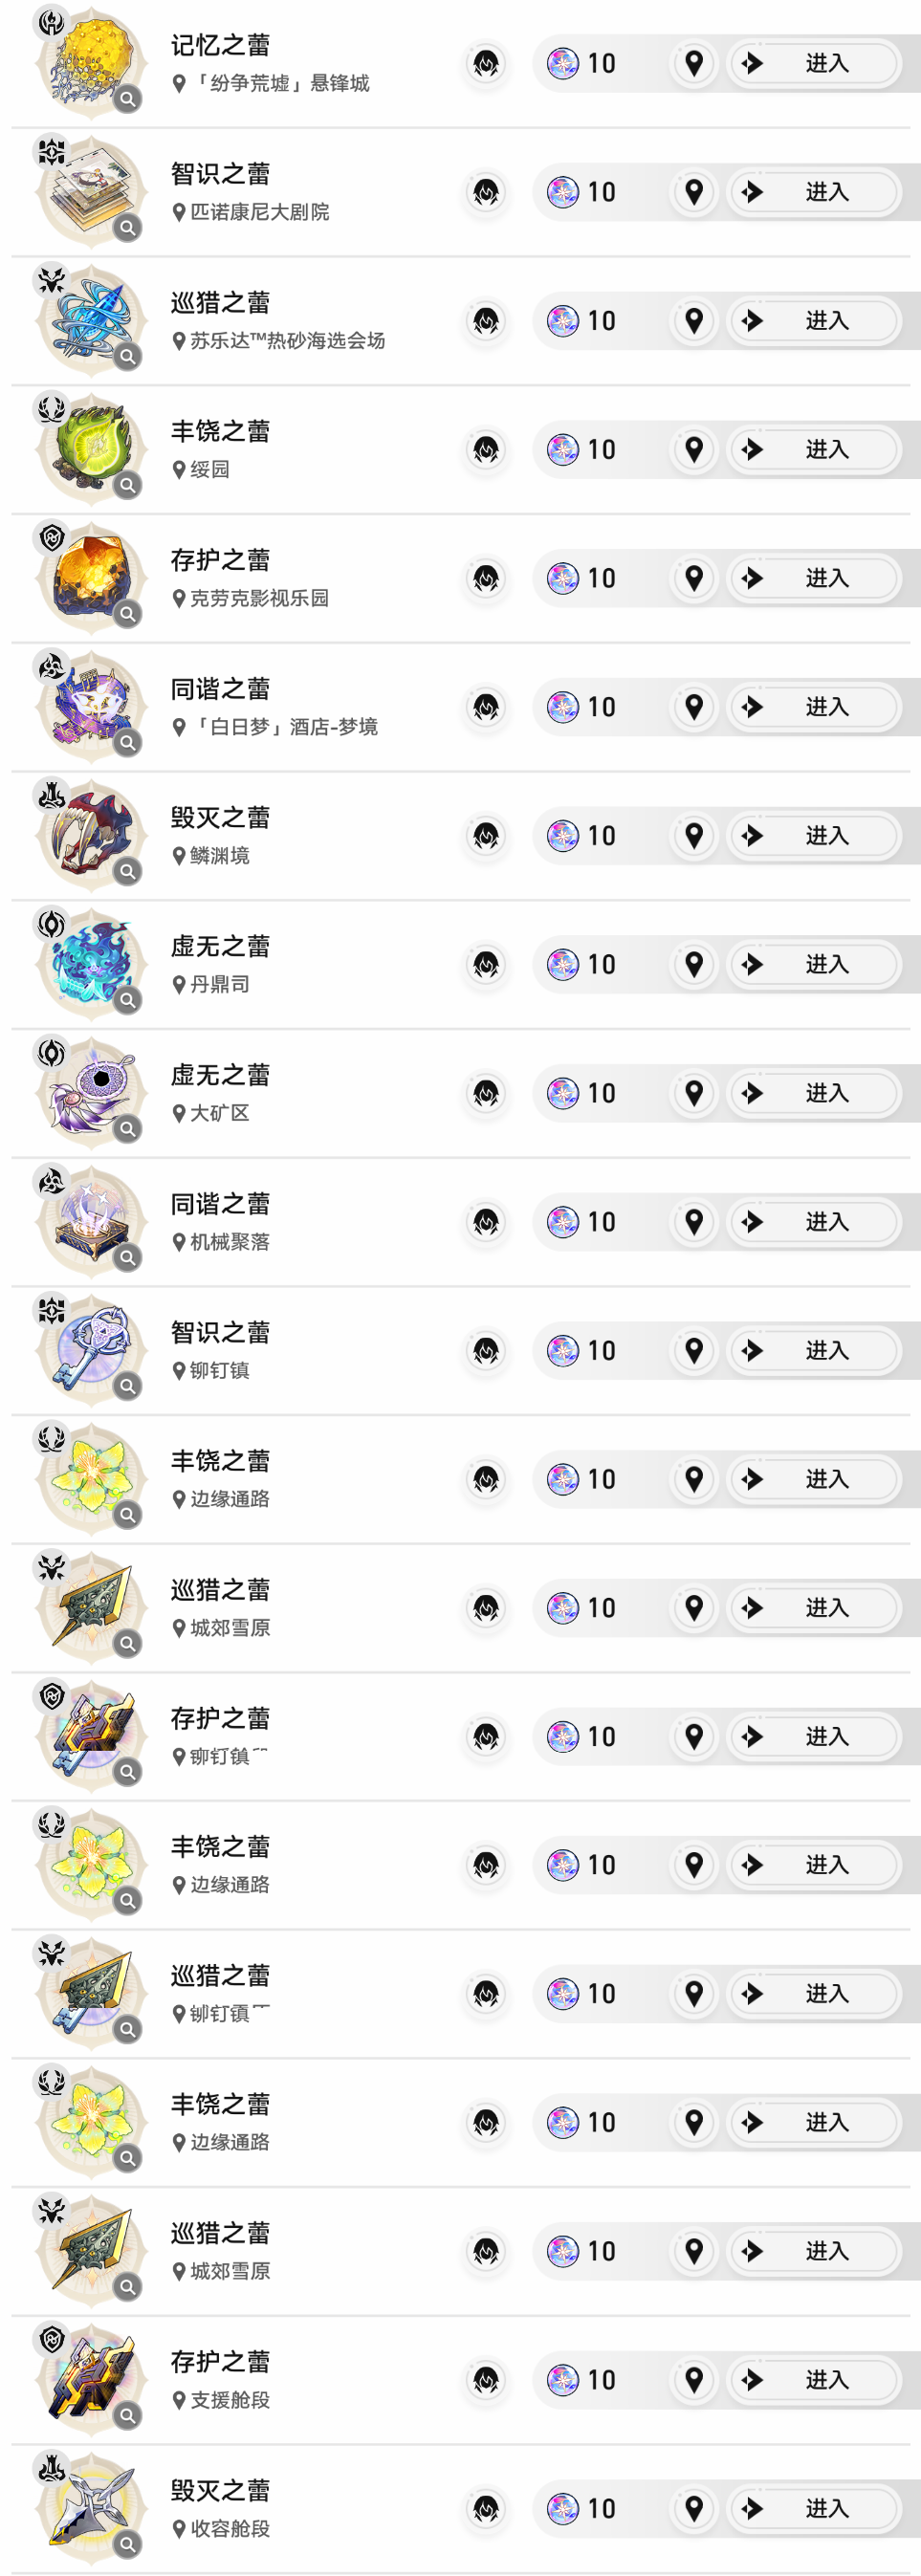 记忆之蕾
「纷争荒墟」悬锋城
10
进入
智识之蕾
匹诺康尼大剧院
10
进入
巡猎之蕾
苏乐达™热砂海选会场
10
进入
丰饶之蕾
绥园
10
进入
存护之蕾
克劳克影视乐园
10
进入
同谐之蕾
「白日梦」酒店-梦境
10
进入
毁灭之蕾
鳞渊境
10
进入
虚无之蕾
丹鼎司
10
进入
虚无之蕾
大矿区
10
进入
同谐之蕾
机械聚落
10
进入
智识之蕾
铆钉镇
10
进入
丰饶之蕾
边缘通路
10
进入
巡猎之蕾
城郊雪原
10
进入
存护之蕾
铆钉镇
10
进入
丰饶之蕾
边缘通路
10
进入
巡猎之蕾
铆钉镇
10
进入
丰饶之蕾
边缘通路
10
进入
巡猎之蕾
城郊雪原
10
进入
存护之蕾
支援舱段
10
进入
毁灭之蕾
收容舱段
10
进入